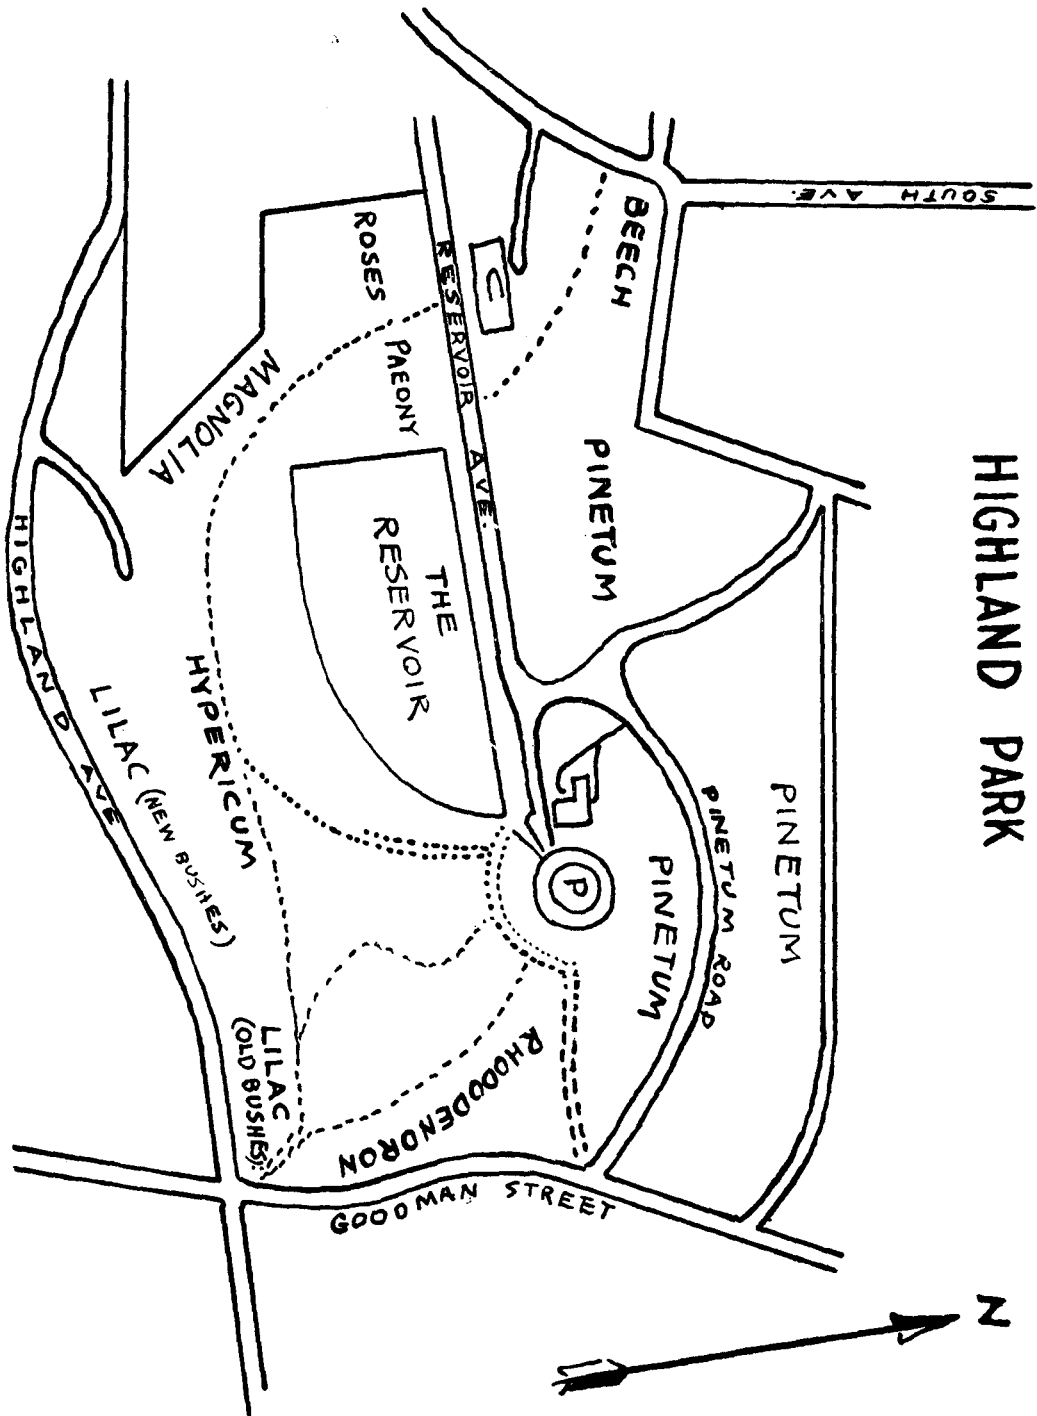 HIGHLAND PARK
N
SOUTH AVE.
BEECH
PINETUM
PINETUM
PINETUM ROAD
PINETUM
C
RESERVOIR AVE.
ROSES
PAEONY
THE
RESERVOIR
P
MAGNOLIA
HYPERICUM
RHODODENDRON
GOODMAN STREET
LILAC (NEW BUSHES)
LILAC
(OLD BUSHES)
HIGHLAND AVE